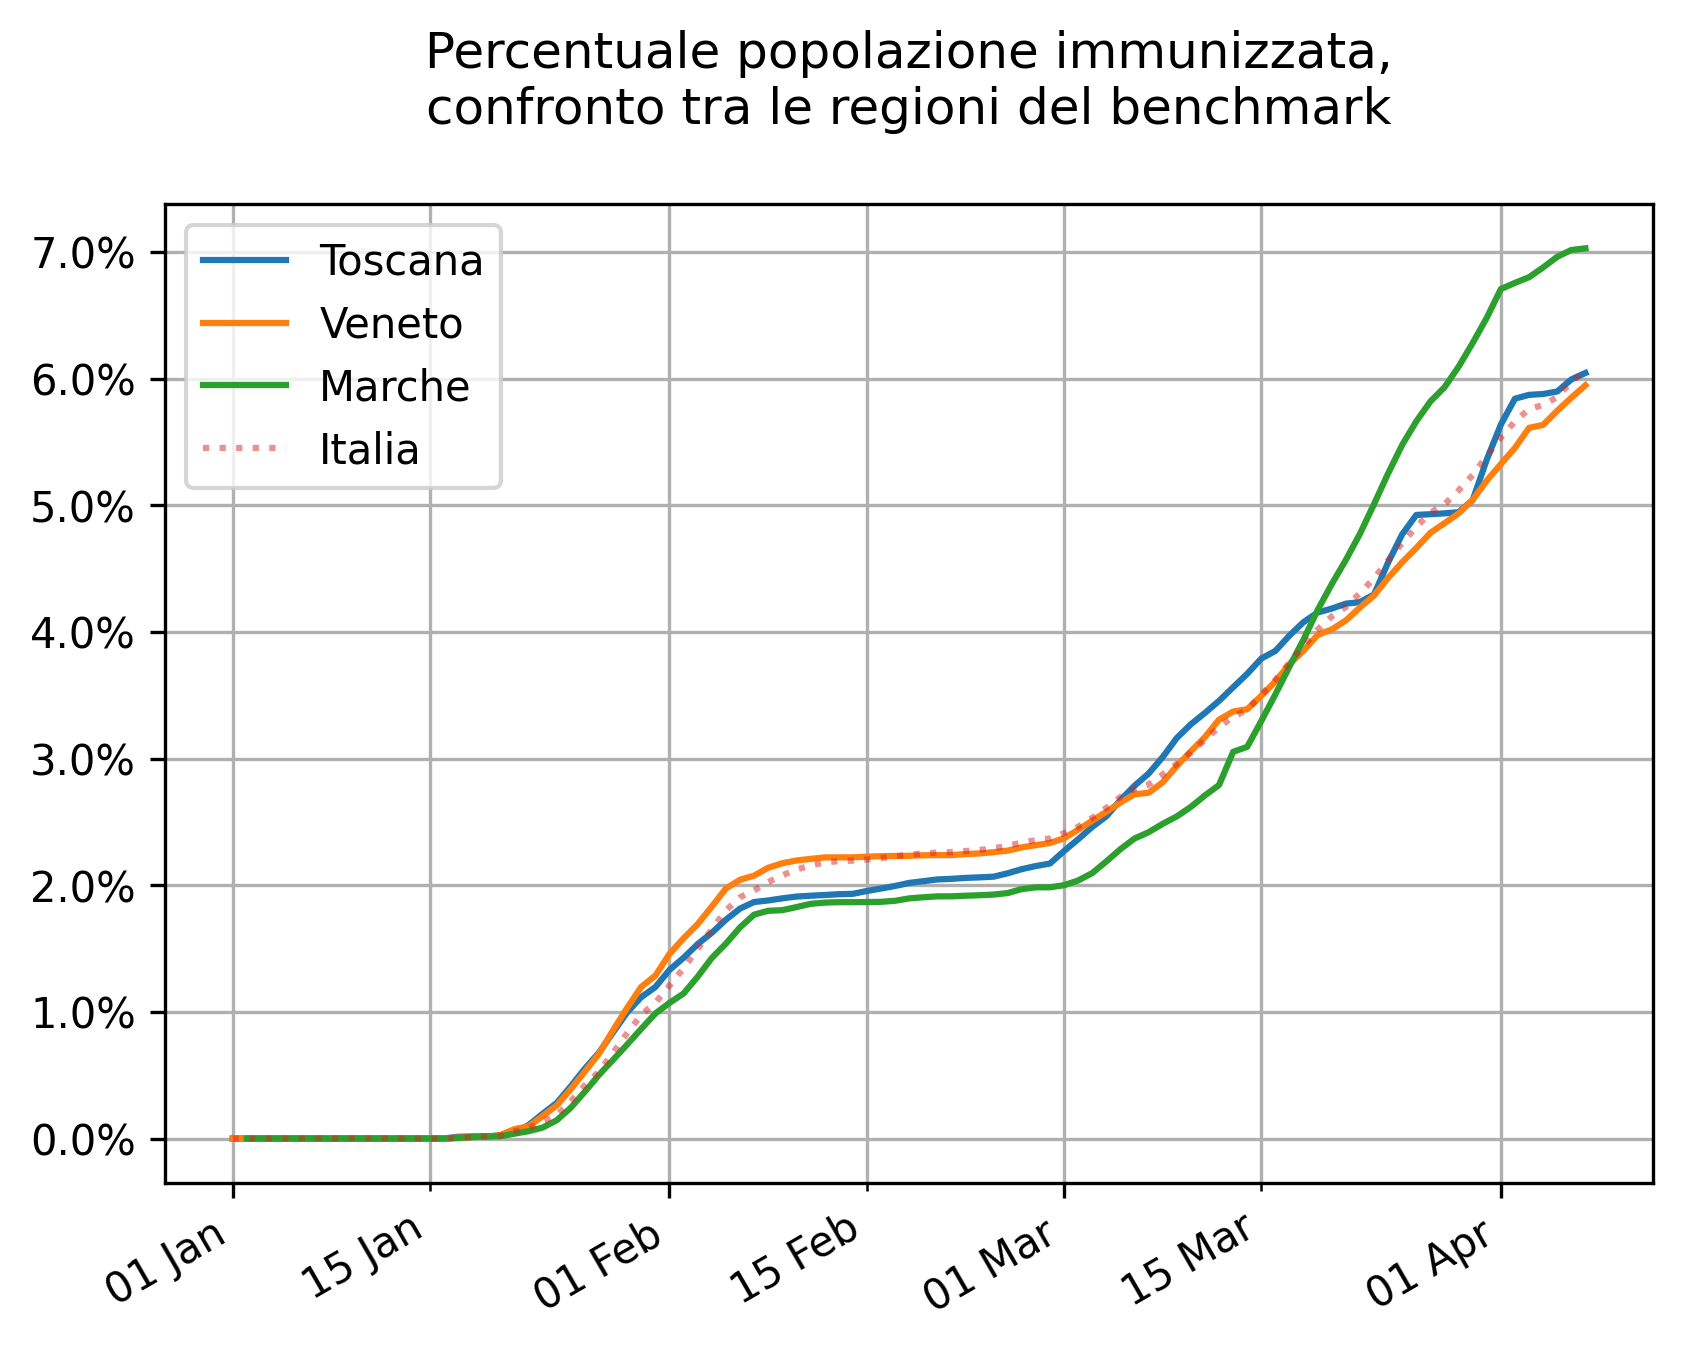 Percentuale popolazione immunizzata,
confronto tra le regioni del benchmark
7.0%
6.0%
5.0%
4.0%
3.0%
2.0%
1.0%
0.0%
Toscana
Veneto
Marche
Italia
01 Jan
15 Jan
01 Feb
15 Feb
01 Mar
15 Mar
01 Apr